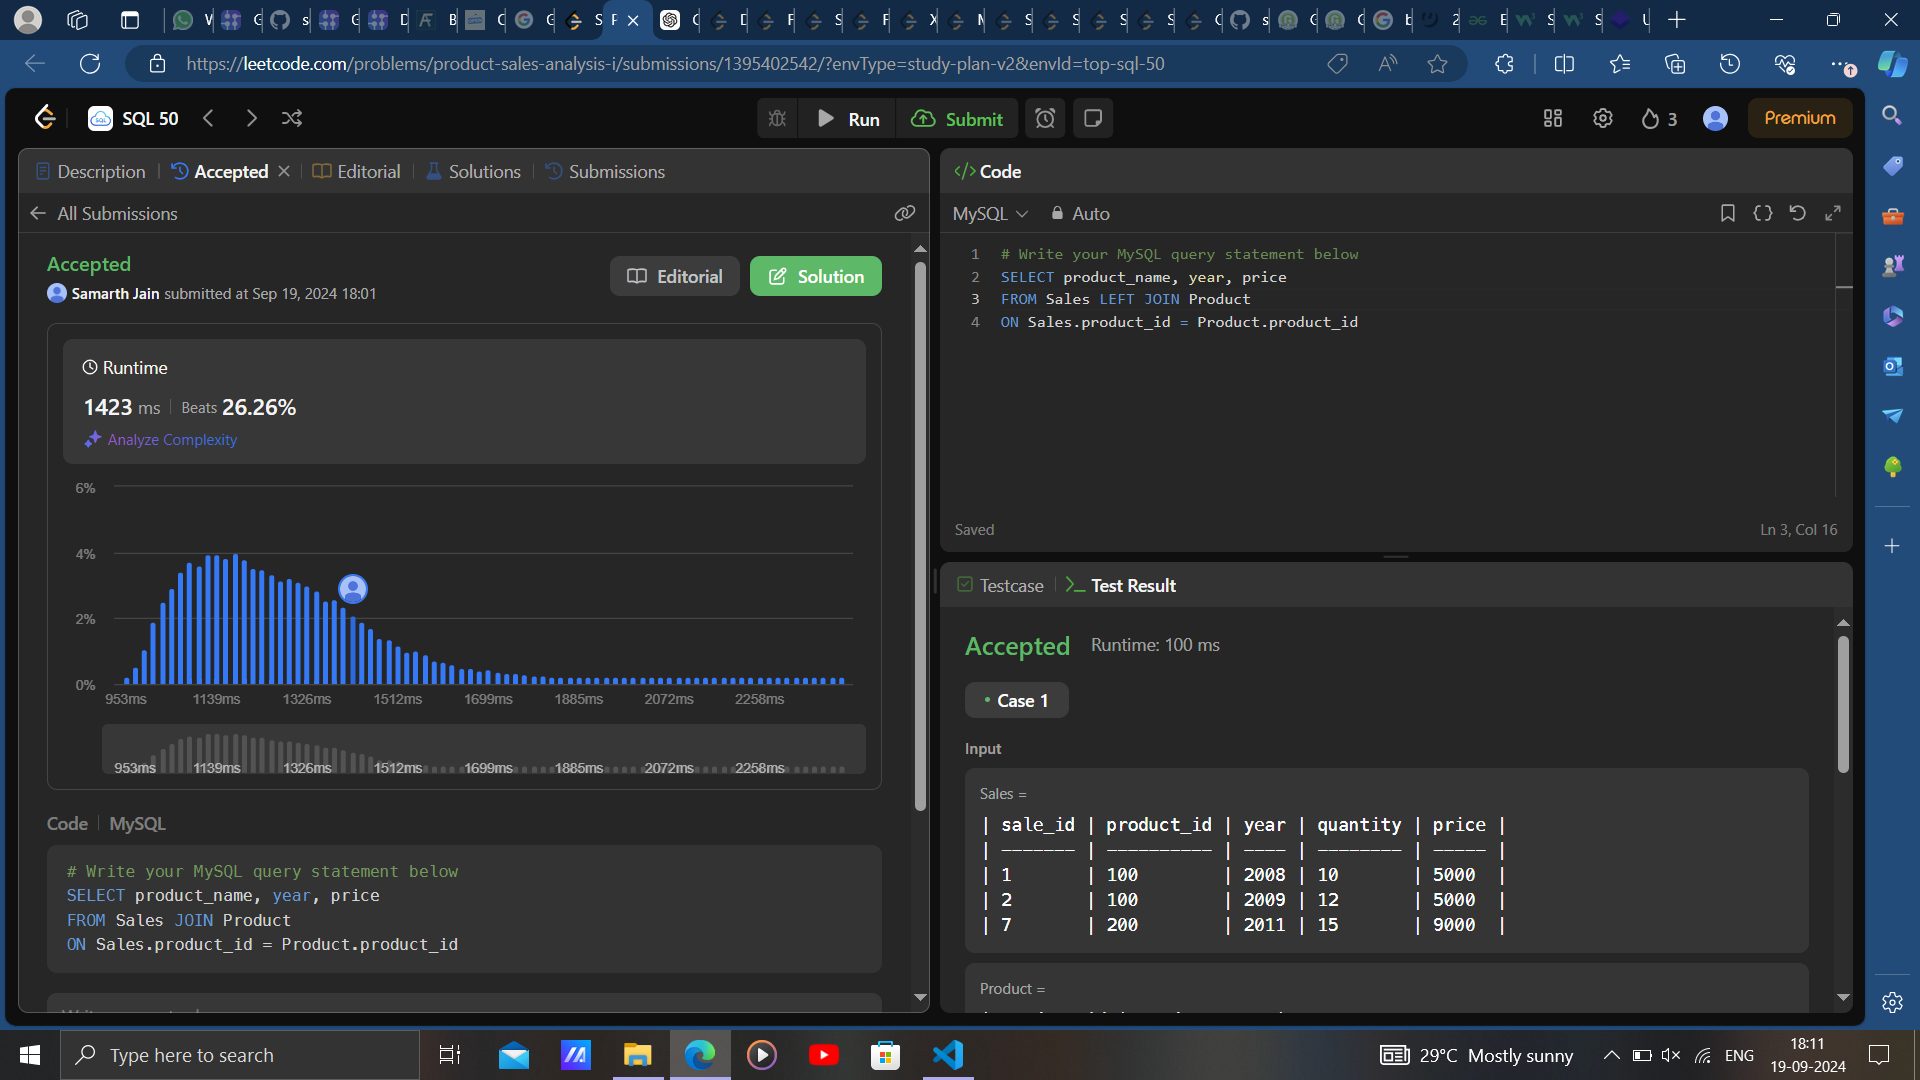 https://leetcode.com/problems/product-sales-analysis-i/submissions/1395402542/?envType=study-plan-v2&envId=top-sql-50
SQL 50
Run
Submit
3
Premium
Description
Accepted
Editorial
Solutions
Submissions
All Submissions
Accepted
Samarth Jain submitted at Sep 19, 2024 18:01
Editorial
Solution
Runtime
1423 ms
Beats 26.26%
Analyze Complexity
6%
4%
2%
0%
953ms 1139ms 1326ms 1512ms 1699ms 1885ms 2072ms 2258ms
953ms 1139ms 1326ms 1512ms 1699ms 1885ms 2072ms 2258ms
Code | MySQL
# Write your MySQL query statement below
SELECT product_name, year, price
FROM Sales JOIN Product
ON Sales.product_id = Product.product_id
</> Code
MySQL
Auto
1 # Write your MySQL query statement below
2 SELECT product_name, year, price
3 FROM Sales LEFT JOIN Product
4 ON Sales.product_id = Product.product_id
Saved
Ln 3, Col 16
Testcase
Test Result
Accepted
Runtime: 100 ms
• Case 1
Input
Sales =
| sale_id | product_id | year | quantity | price |
| ------- | ---------- | ---- | -------- | ----- |
| 1 | 100 | 2008 | 10 | 5000 |
| 2 | 100 | 2009 | 12 | 5000 |
| 7 | 200 | 2011 | 15 | 9000 |
Product =
Type here to search
29°C Mostly sunny
ENG
18:11
19-09-2024